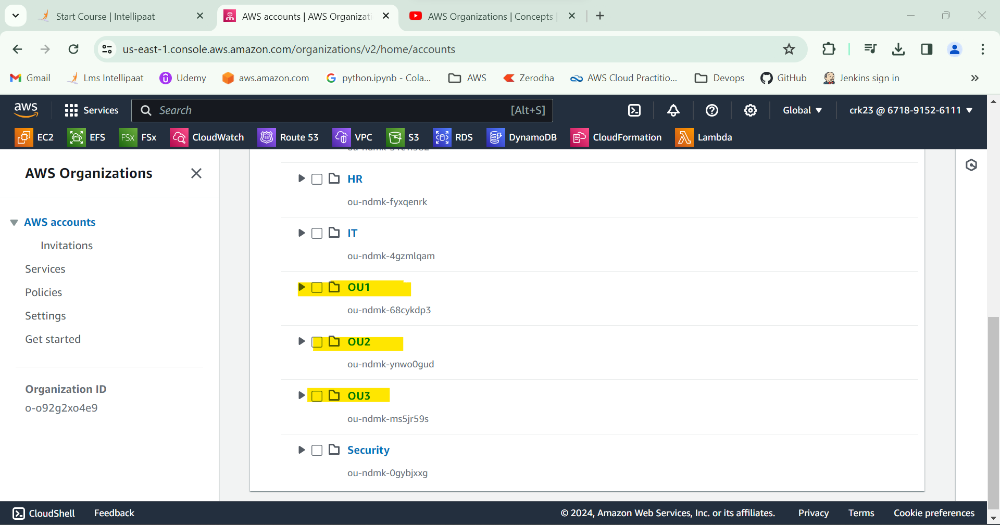 Start Course | Intellipaat
AWS accounts | AWS Organizati
AWS Organizations | Concepts |
us-east-1.console.aws.amazon.com/organizations/v2/home/accounts
Gmail
Lms Intellipaat
Udemy
aws.amazon.com
python.ipynb - Cola...
AWS
Zerodha
AWS Cloud Practitio...
Devops
GitHub
Jenkins sign in
aws
Services
Search
[Alt+S]
Global
crk23 @ 6718-9152-6111
EC2
EFS
FSx
FSx
CloudWatch
53
Route 53
VPC
S3
RDS
DynamoDB
CloudFormation
Lambda
AWS Organizations
AWS accounts
Invitations
Services
Policies
Settings
Get started
Organization ID
o-o92g2xo4e9
HR
ou-ndmk-fyxqenrk
IT
ou-ndmk-4gzmlqam
OU1
ou-ndmk-68cykdp3
OU2
ou-ndmk-ynwo0gud
OU3
ou-ndmk-ms5jr59s
Security
ou-ndmk-0gybjxxg
CloudShell
Feedback
© 2024, Amazon Web Services, Inc. or its affiliates.
Privacy
Terms
Cookie preferences